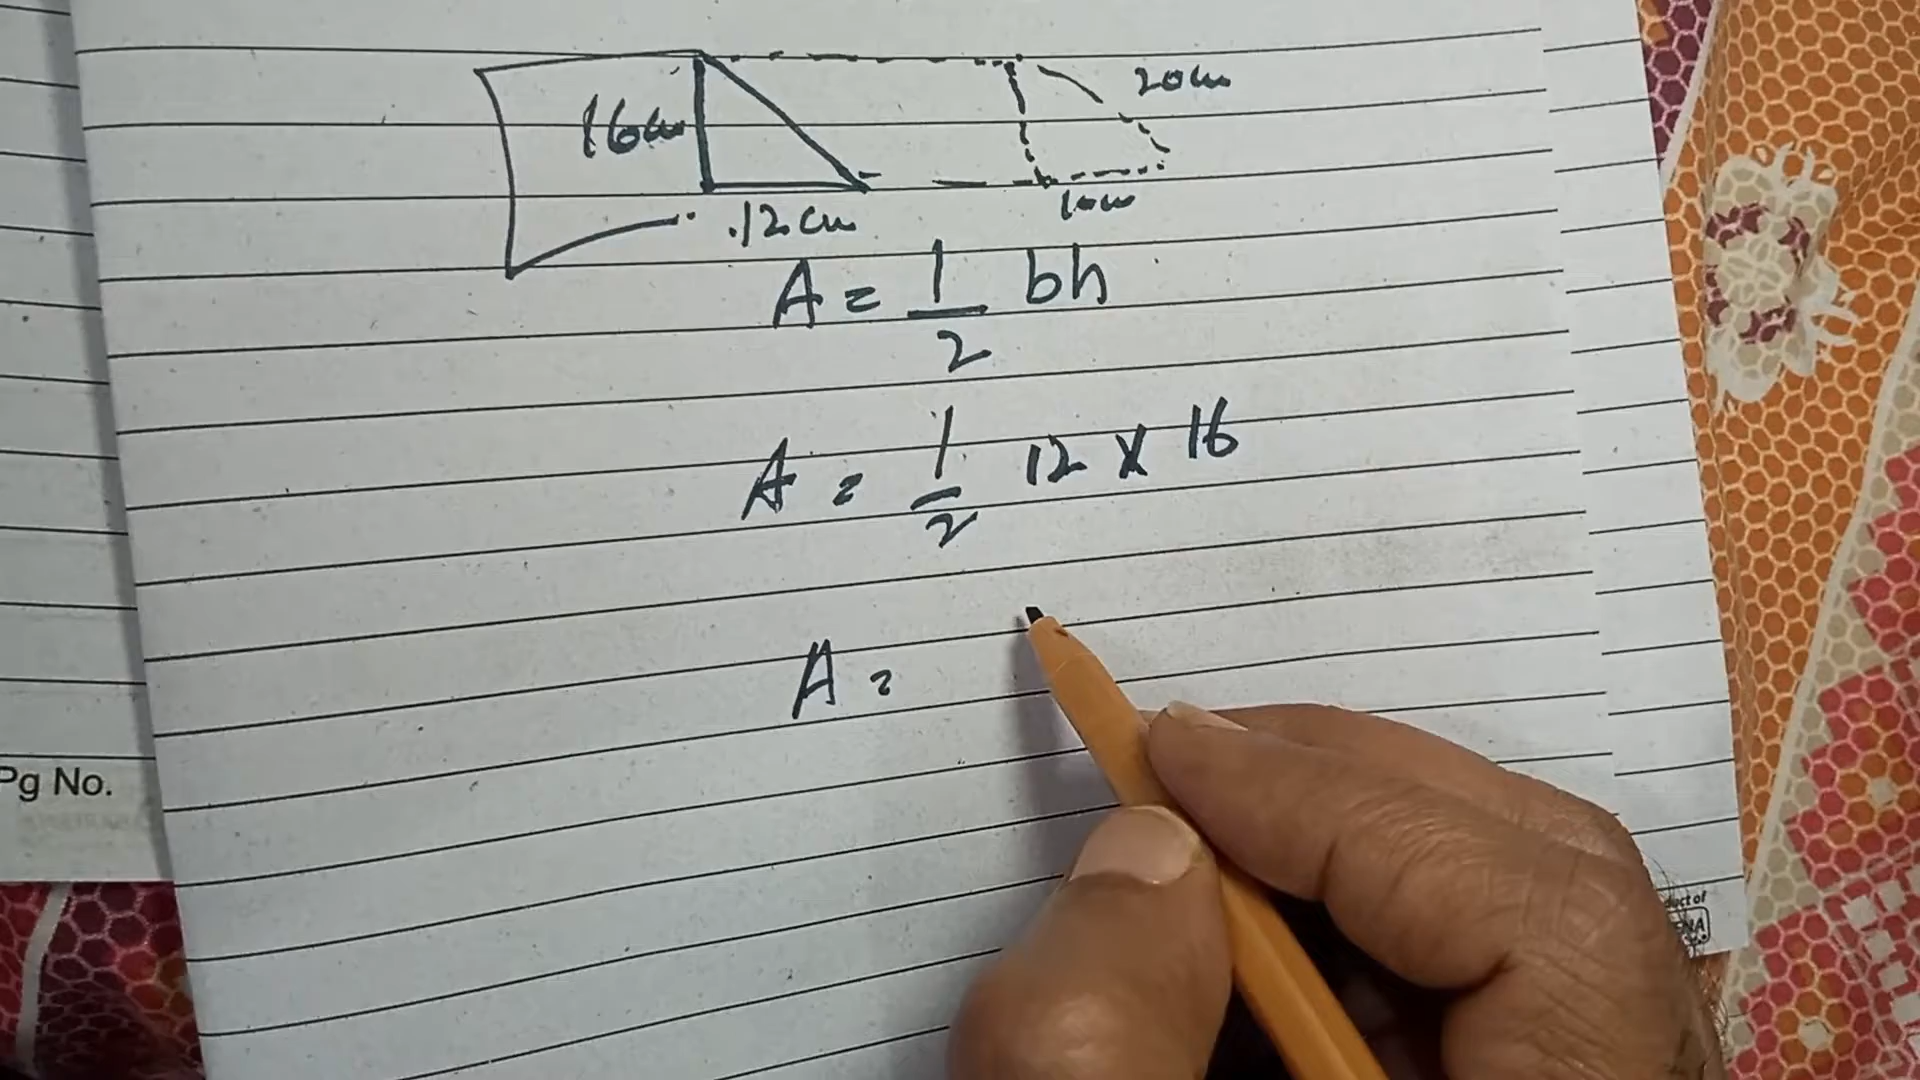 16cm
20cm
12cm
10cm
A = 1/2 bh
A = 1/2 12 × 16
A =
Pg No.